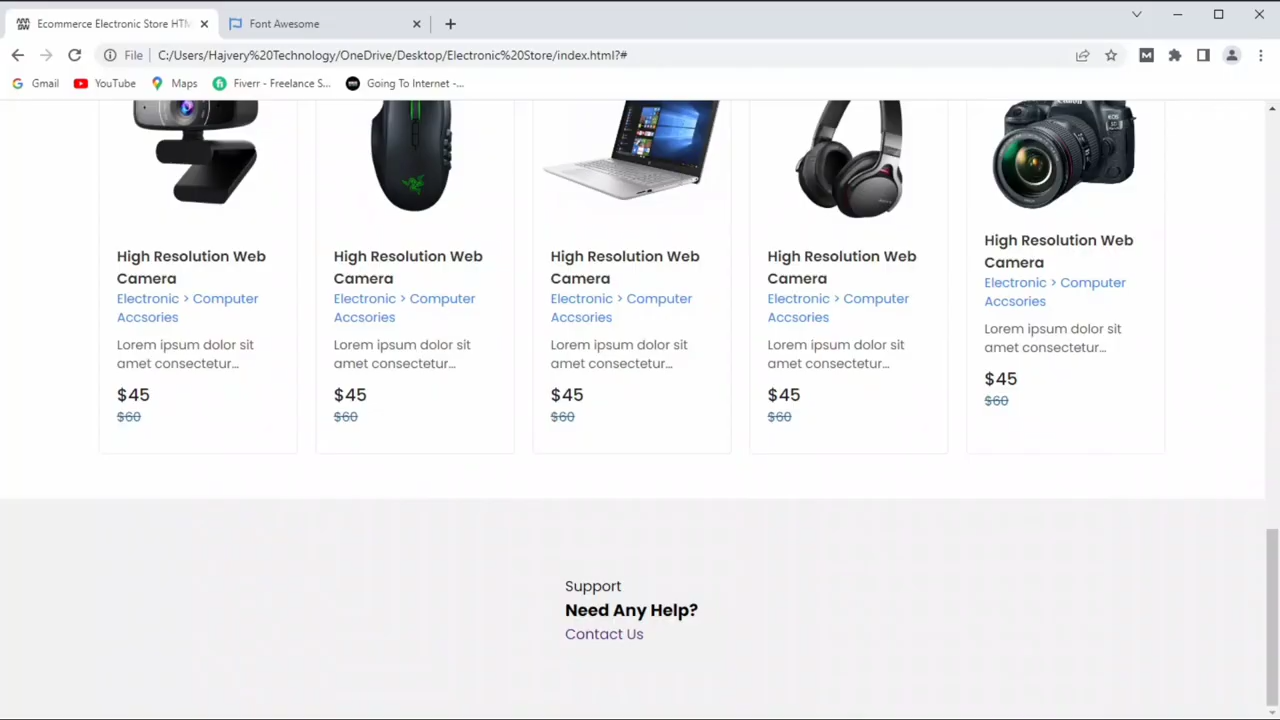 Ecommerce Electronic Store HTM
Font Awesome
File
C:/Users/Hajvery%20Technology/OneDrive/Desktop/Electronic%20Store/index.html?#
Gmail
YouTube
Maps
Fiverr - Freelance S...
Going To Internet -...
Canon
EOS
SONY
High Resolution Web
Camera
Electronic > Computer
Accsories
Lorem ipsum dolor sit
amet consectetur...
$45
$60
High Resolution Web
Camera
Electronic > Computer
Accsories
Lorem ipsum dolor sit
amet consectetur...
$45
$60
High Resolution Web
Camera
Electronic > Computer
Accsories
Lorem ipsum dolor sit
amet consectetur...
$45
$60
High Resolution Web
Camera
Electronic > Computer
Accsories
Lorem ipsum dolor sit
amet consectetur...
$45
$60
High Resolution Web
Camera
Electronic > Computer
Accsories
Lorem ipsum dolor sit
amet consectetur...
$45
$60
Support
Need Any Help?
Contact Us